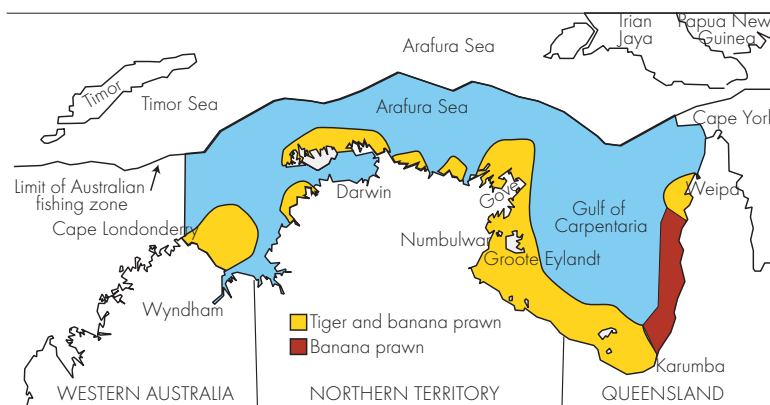 Irian
Jaya
Papua New
Guinea
Arafura Sea
Timor
Timor Sea
Arafura Sea
Cape York
Limit of Australian
fishing zone
Darwin
Gove
Weipa
Gulf of
Carpentaria
Cape Londonderry
Numbulwar
Groote Eylandt
Wyndham
Tiger and banana prawn
Banana prawn
Karumba
WESTERN AUSTRALIA
NORTHERN TERRITORY
QUEENSLAND